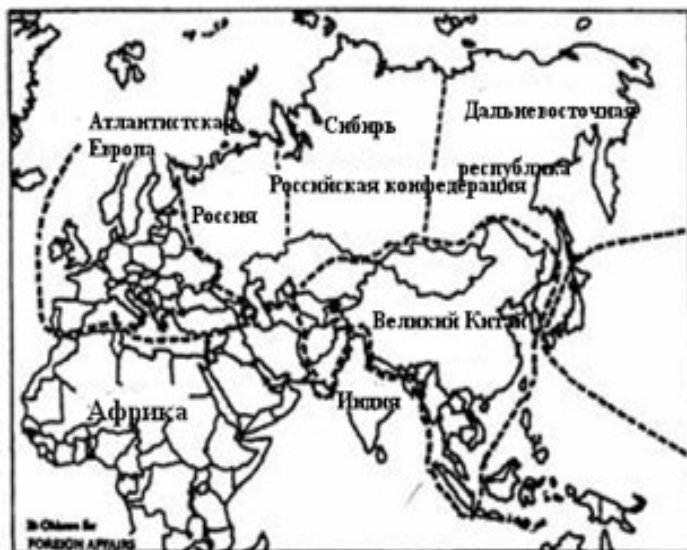 Атлантистская
Европа
Сибирь
Дальневосточная
республика
Российская конфедерация
Россия
Великий Китай
Индия
Африка
FOREIGN AFFAIRS